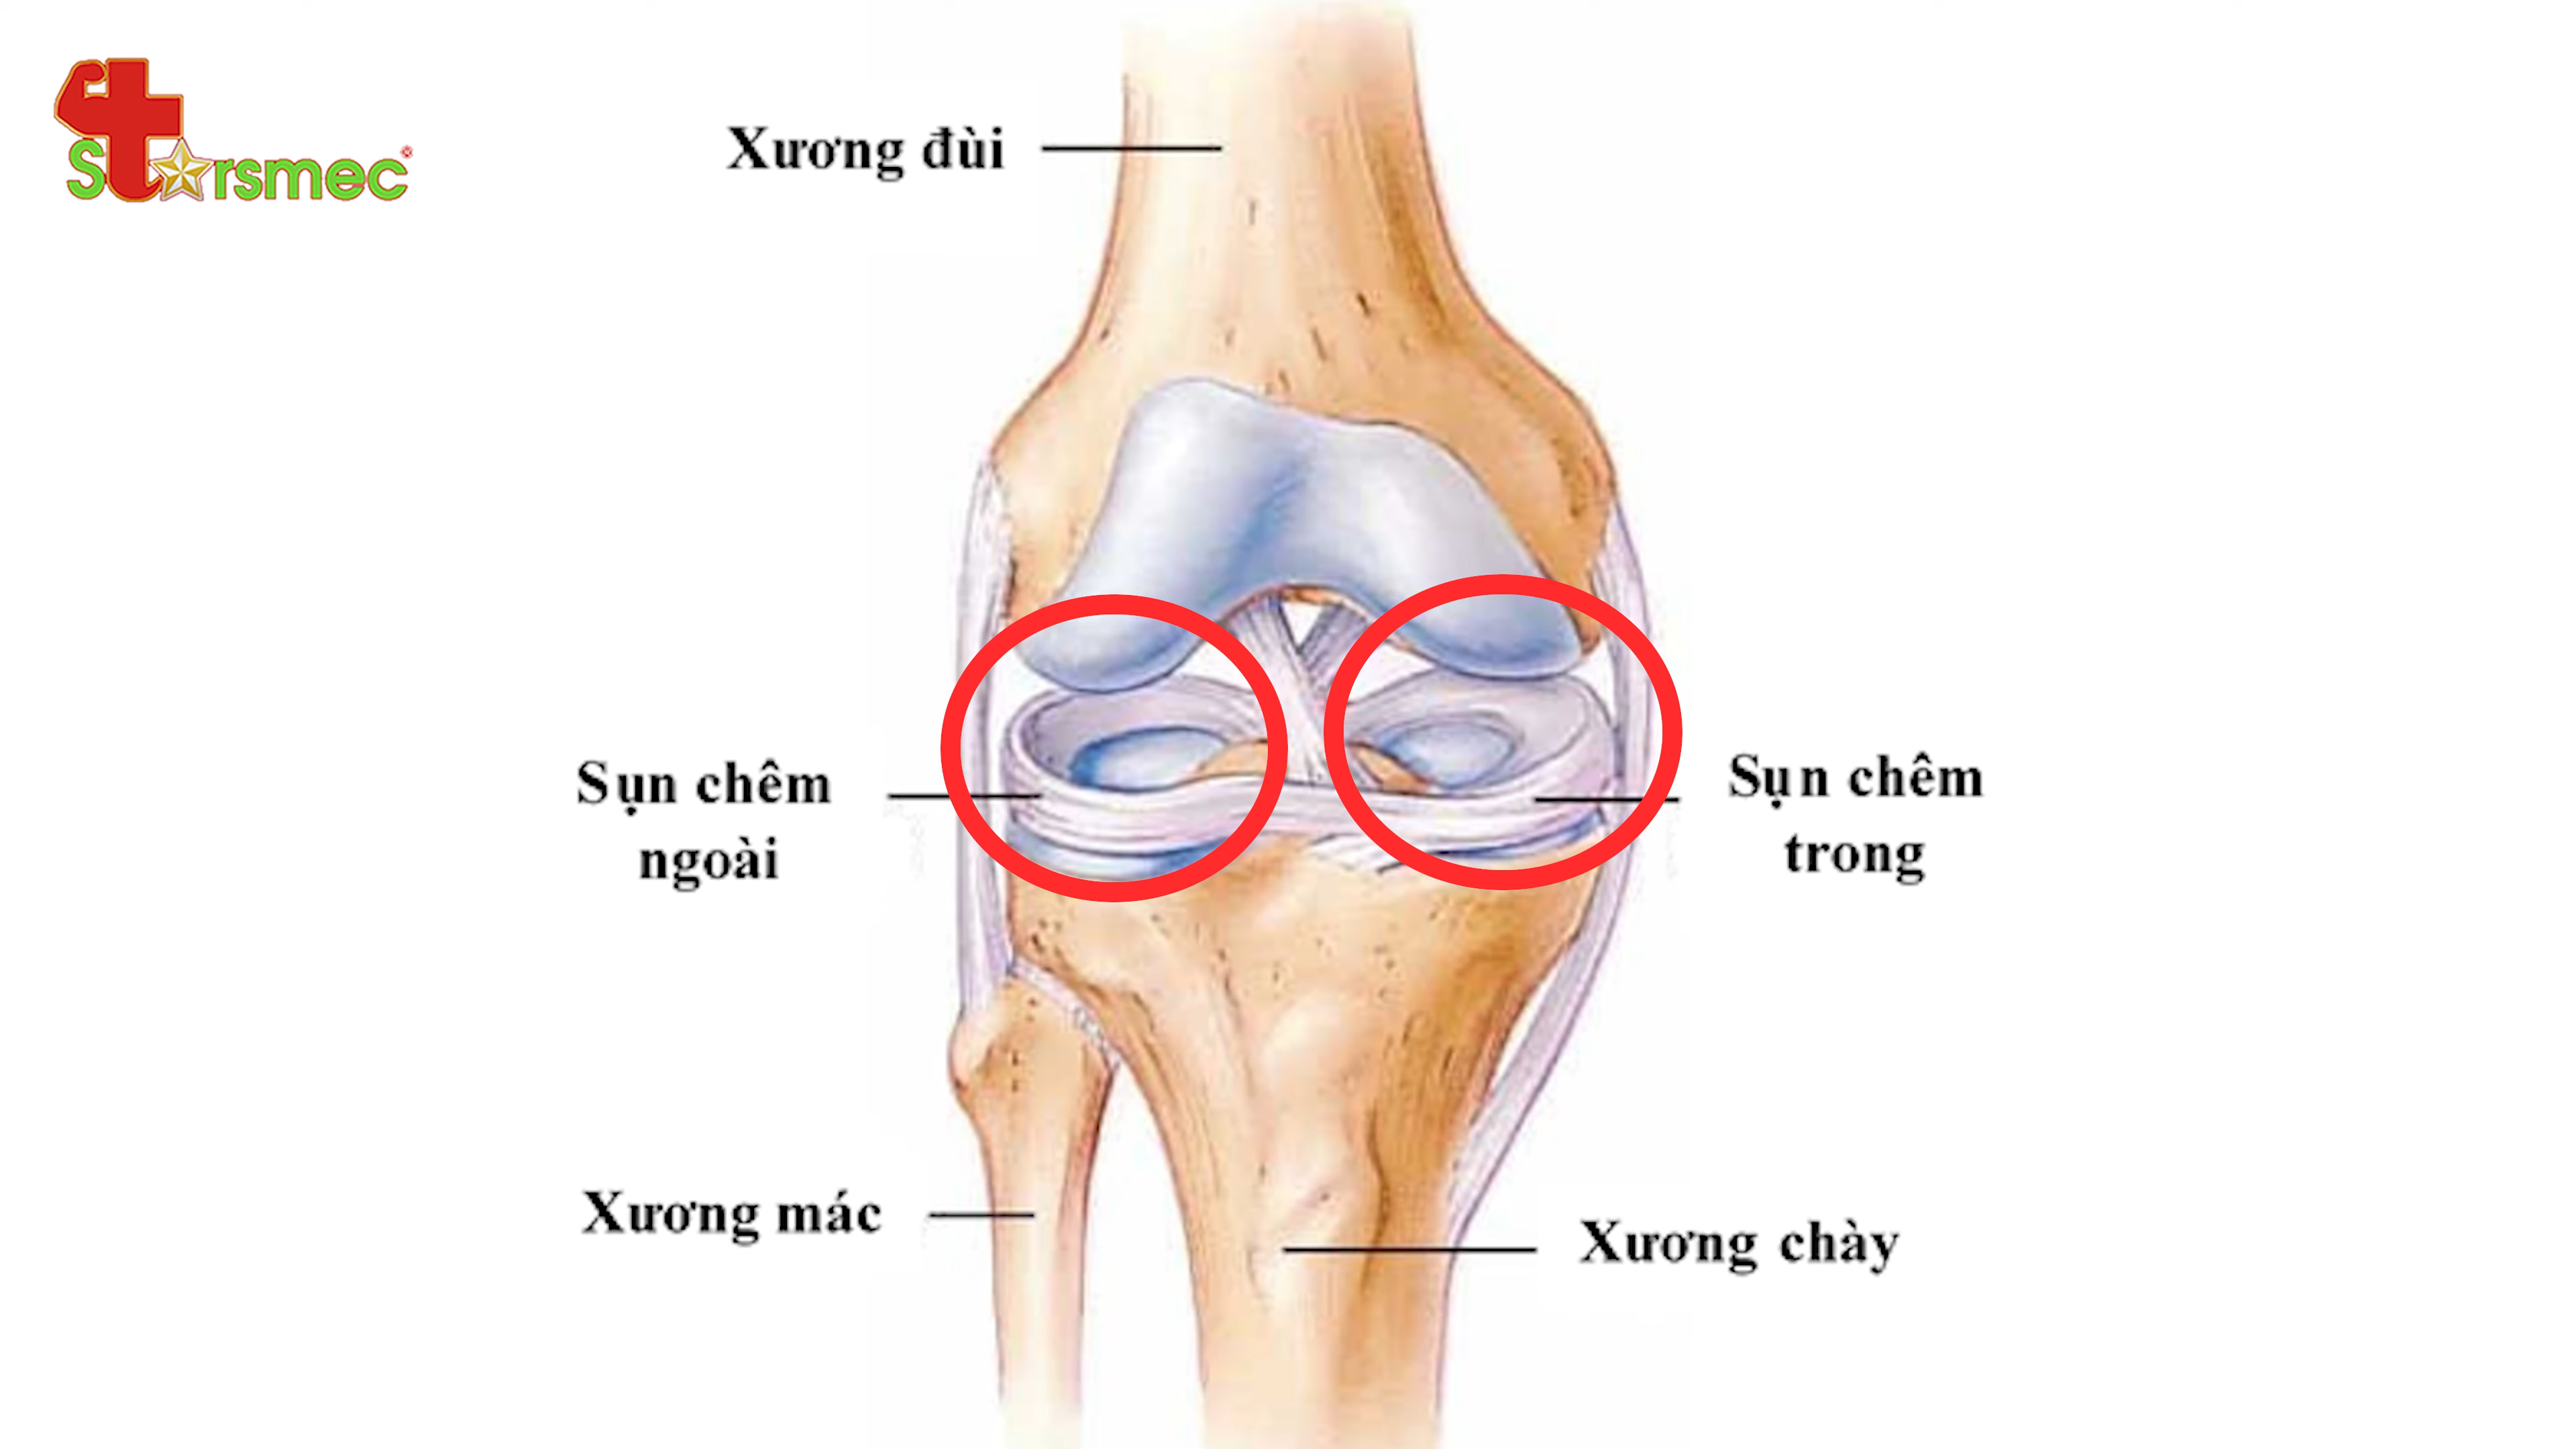 Starsmec®
Xương đùi
Sụn chêm
ngoài
Sụn chêm
trong
Xương mác
Xương chày